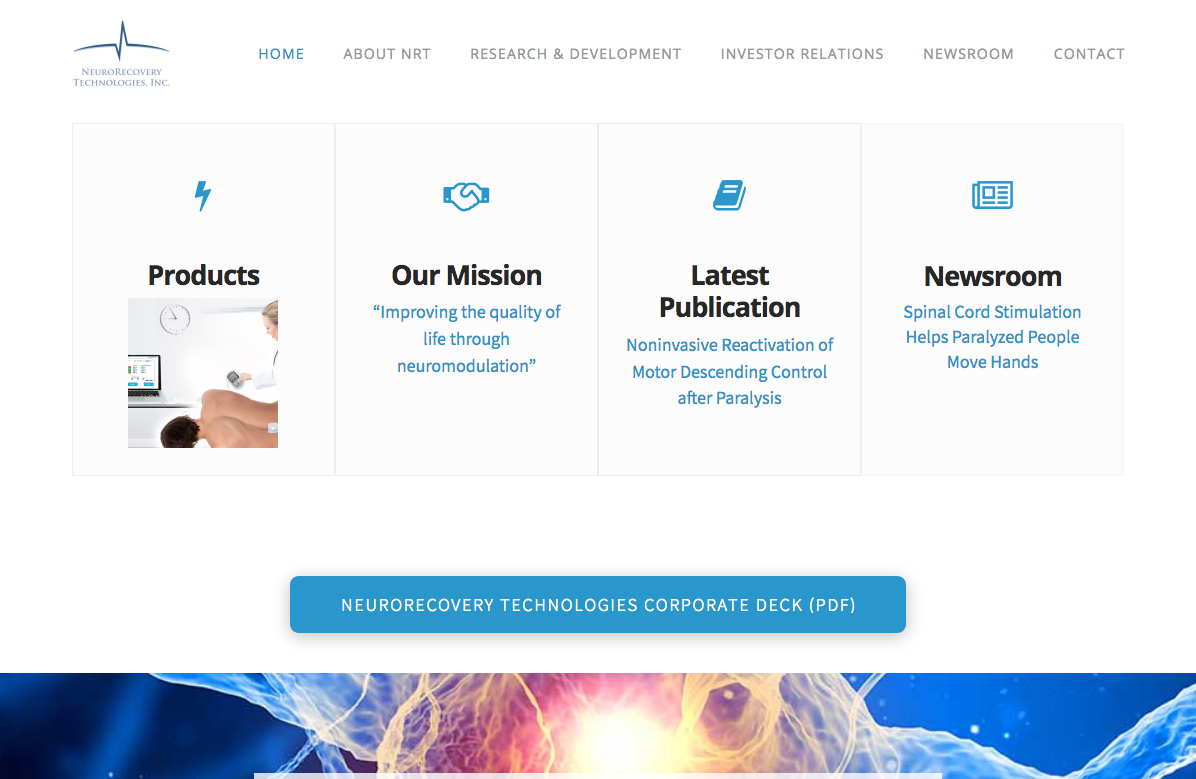 NEURORECOVERY
TECHNOLOGIES, INC.
HOME ABOUT NRT RESEARCH & DEVELOPMENT INVESTOR RELATIONS NEWSROOM CONTACT
Products
Our Mission
“Improving the quality of
life through
neuromodulation”
Latest
Publication
Noninvasive Reactivation of
Motor Descending Control
after Paralysis
Newsroom
Spinal Cord Stimulation
Helps Paralyzed People
Move Hands
NEURORECOVERY TECHNOLOGIES CORPORATE DECK (PDF)